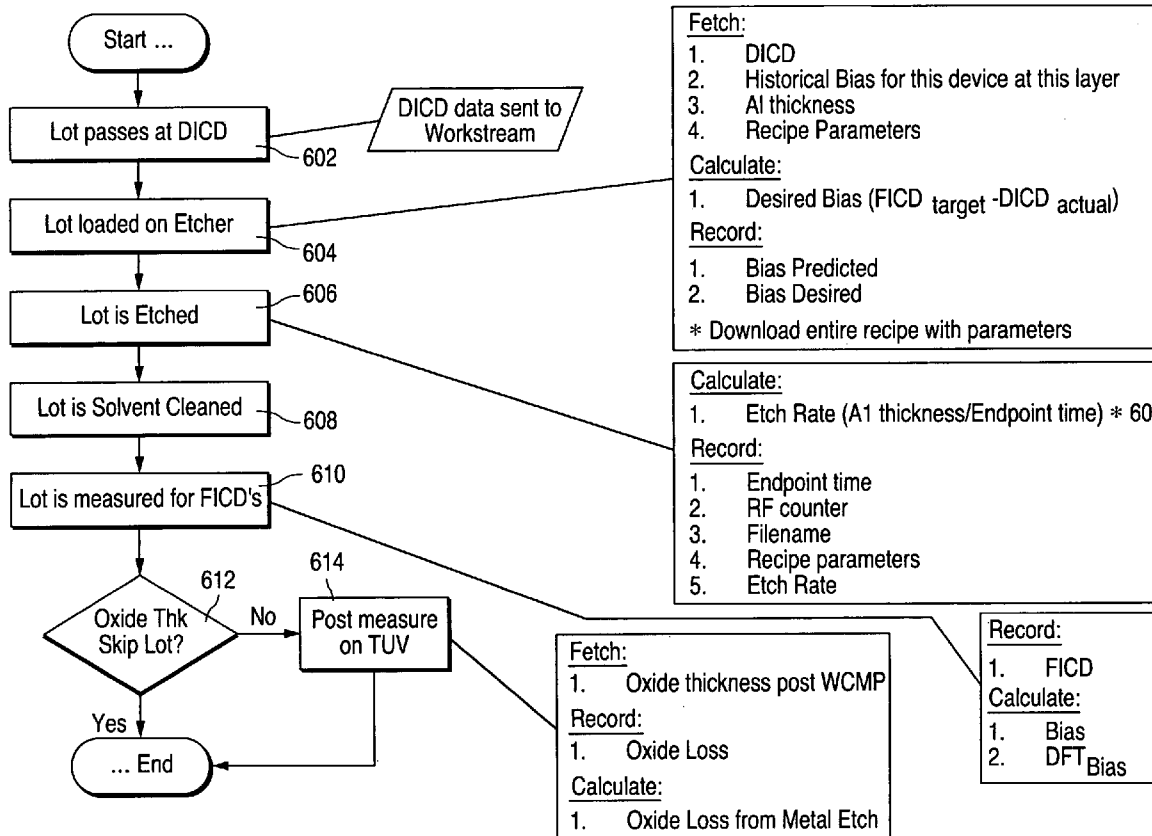 Start ...
Lot passes at DICD
602
DICD data sent to
Workstream
Lot loaded on Etcher
604
606
Lot is Etched
Lot is Solvent Cleaned
608
610
Lot is measured for FICD's
612
Oxide Thk
Skip Lot?
No
Yes
614
Post measure
on TUV
... End
Fetch:
1. DICD
2. Historical Bias for this device at this layer
3. Al thickness
4. Recipe Parameters
Calculate:
1. Desired Bias (FICD target -DICD actual)
Record:
1. Bias Predicted
2. Bias Desired
* Download entire recipe with parameters
Calculate:
1. Etch Rate (A1 thickness/Endpoint time) * 60
Record:
1. Endpoint time
2. RF counter
3. Filename
4. Recipe parameters
5. Etch Rate
Record:
1. FICD
Calculate:
1. Bias
2. DFT Bias
Fetch:
1. Oxide thickness post WCMP
Record:
1. Oxide Loss
Calculate:
1. Oxide Loss from Metal Etch